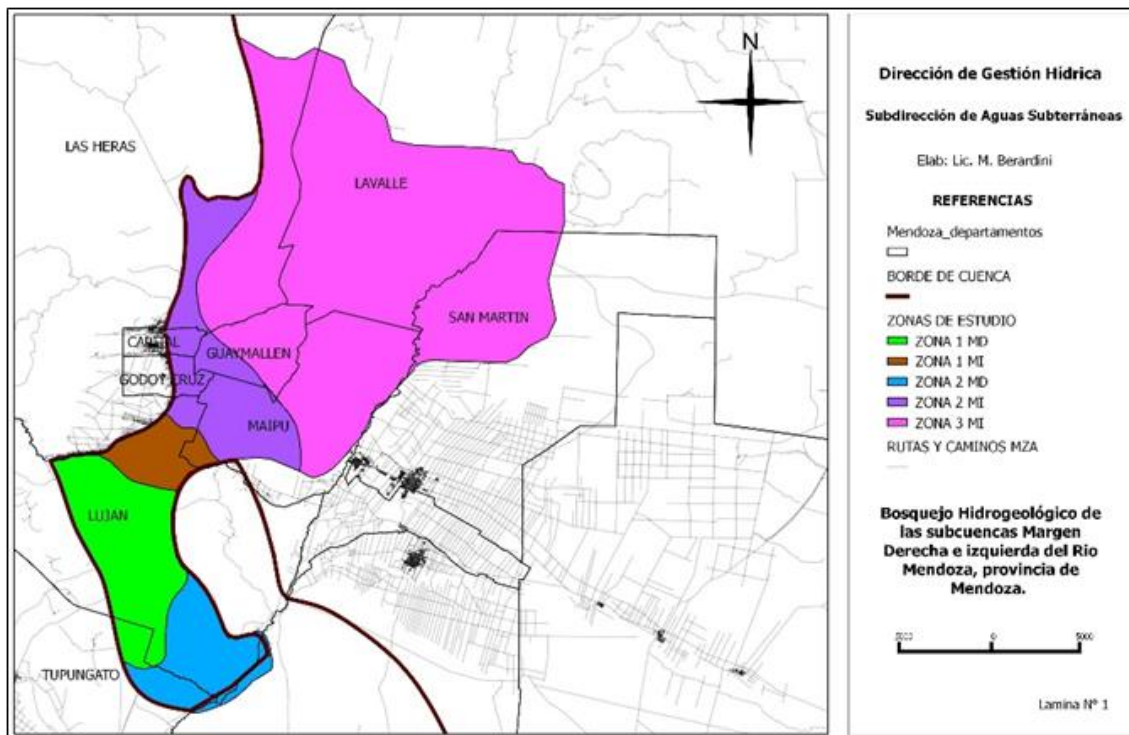 LAS HERAS
LAVALLE
SAN MARTIN
CAPITAL
GUAYMALLEN
GODOY CRUZ
MAIPU
LUJAN
TUPUNGATO
N
Dirección de Gestión Hídrica
Subdirección de Aguas Subterráneas
Elab: Lic. M. Berardini
REFERENCIAS
Mendoza_departamentos
BORDE DE CUENCA
ZONAS DE ESTUDIO
ZONA 1 MD
ZONA 1 MI
ZONA 2 MD
ZONA 2 MI
ZONA 3 MI
RUTAS Y CAMINOS MZA
Bosquejo Hidrogeológico de
las subcuencas Margen
Derecha e izquierda del Rio
Mendoza, provincia de
Mendoza.
5000 0 5000
Lamina N° 1